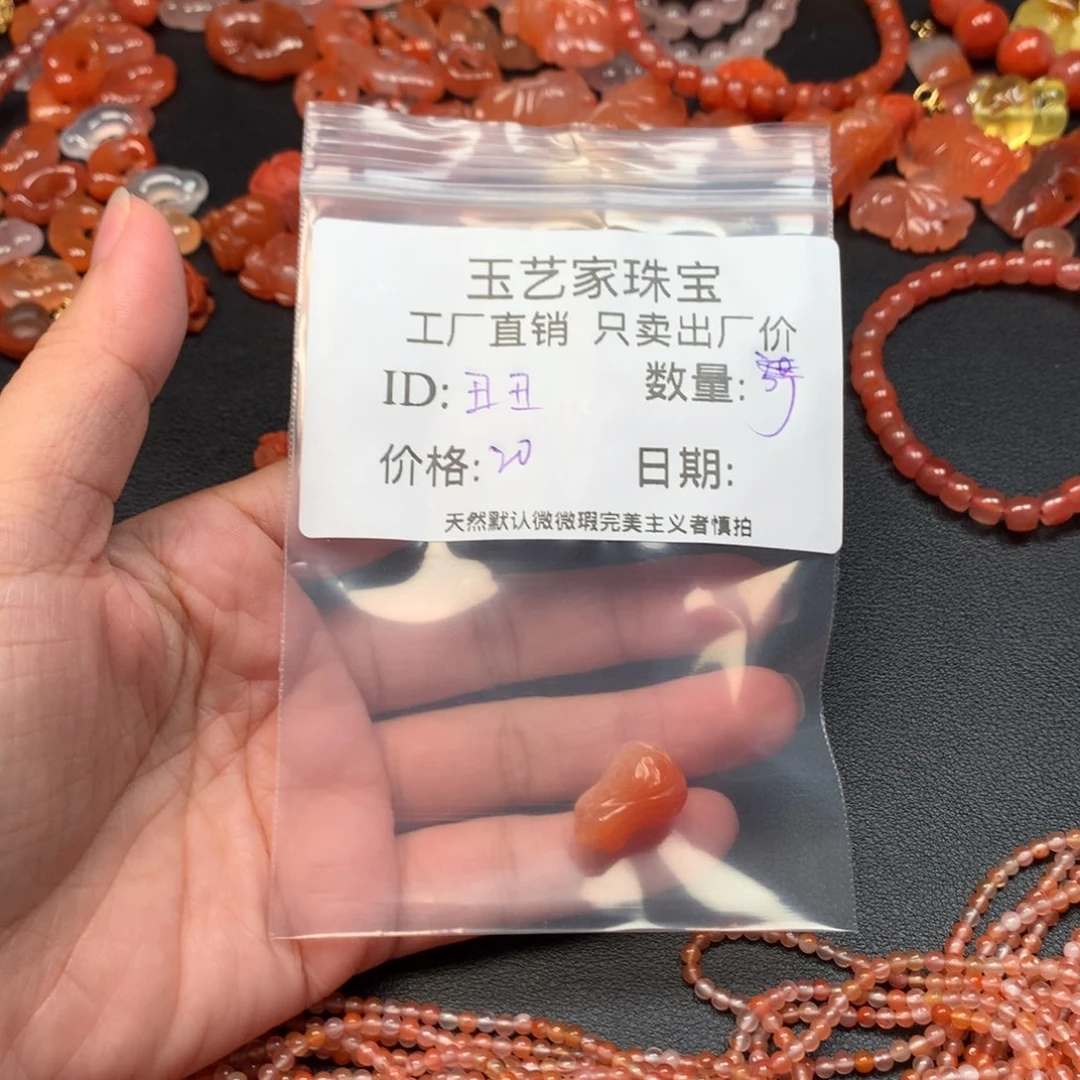 玉艺家珠宝
工厂直销 只卖出厂价
ID: 丑丑 数量:
价格: 20 日期:
天然默认微微瑕完美主义者慎拍